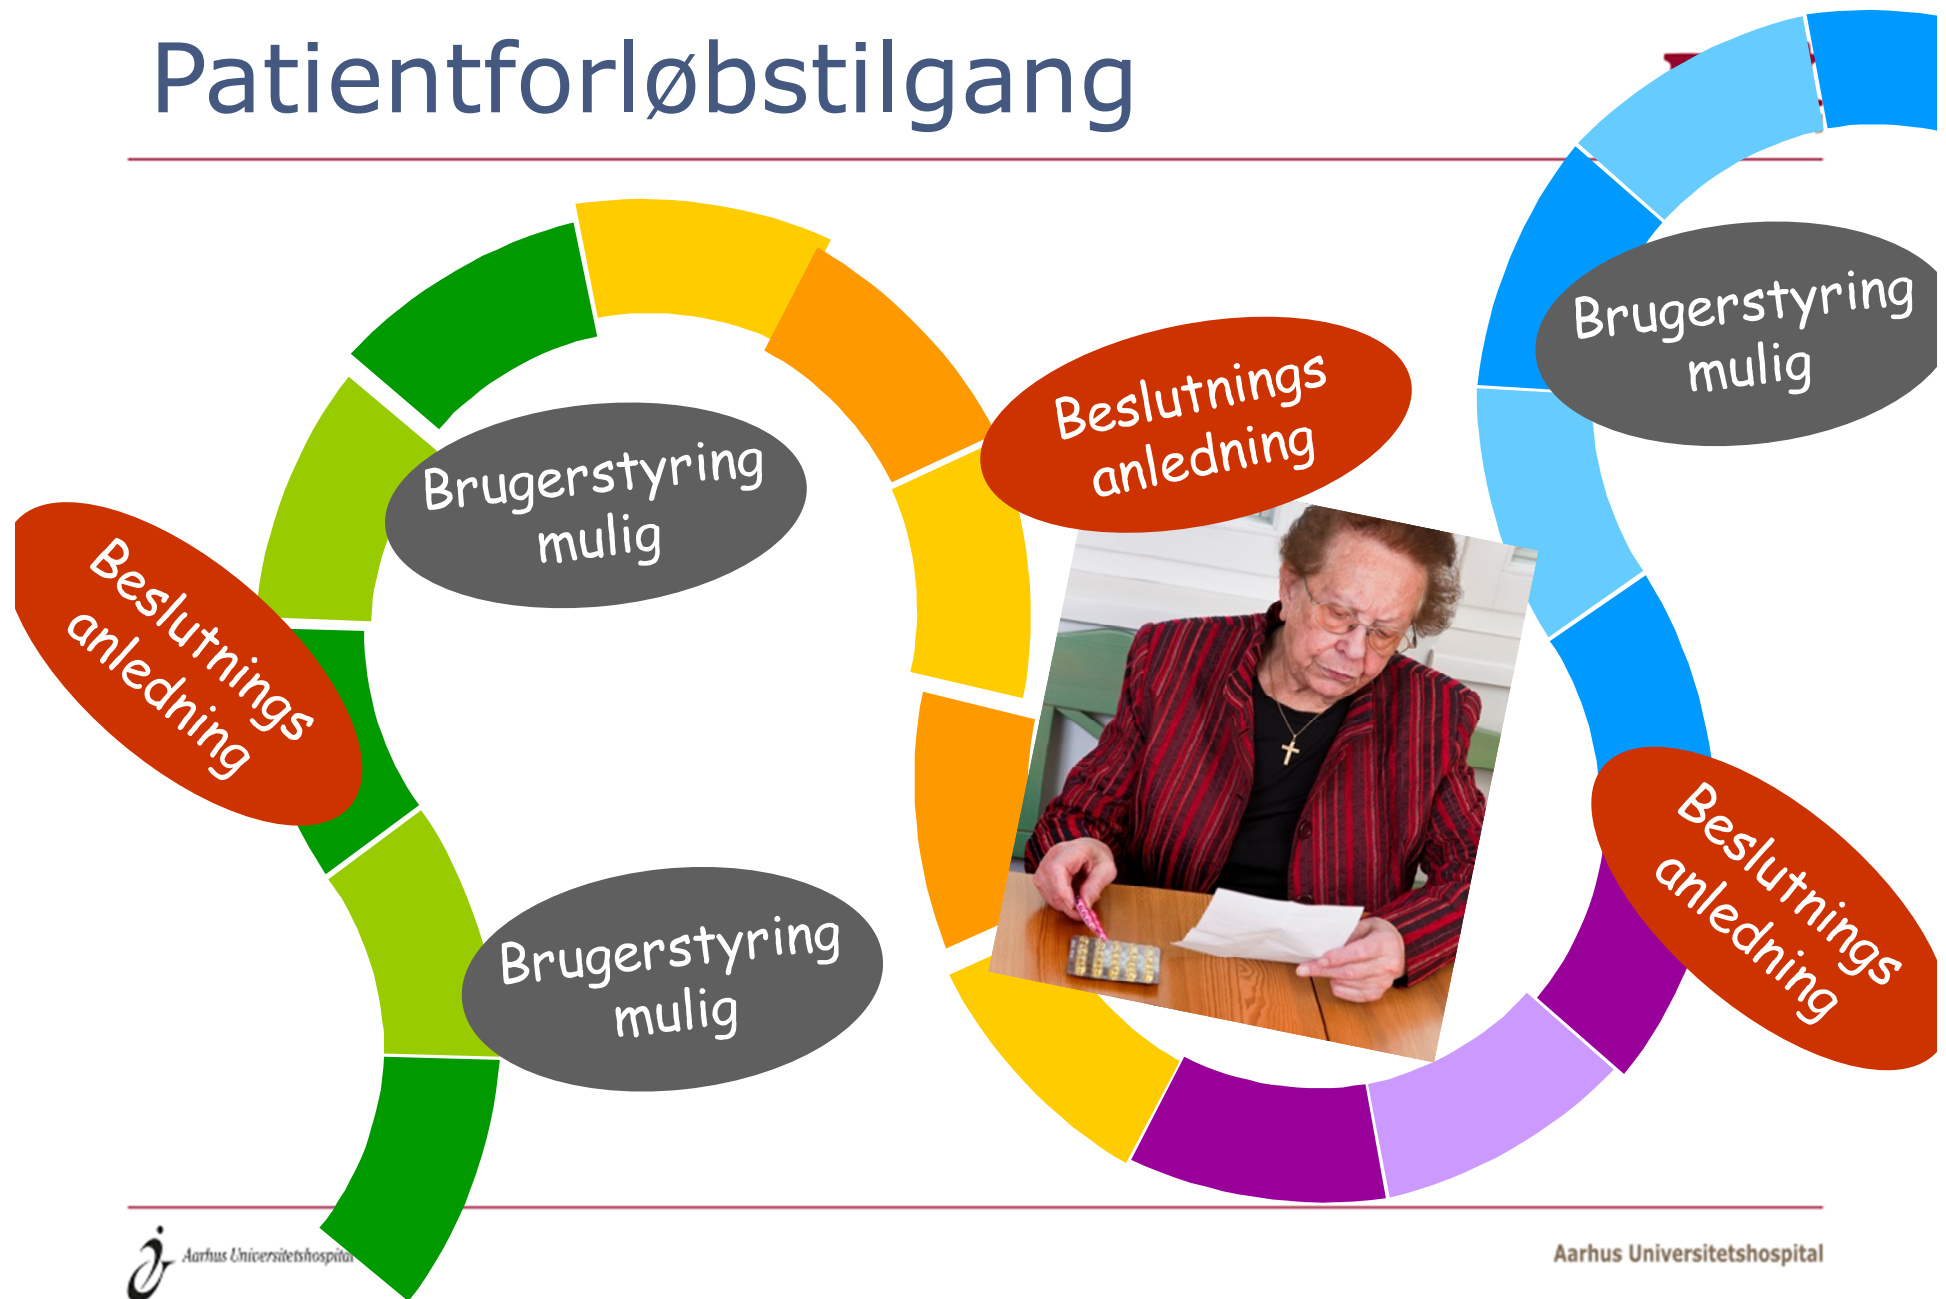 Patientforløbstilgang
Brugerstyring
mulig
Beslutnings
anledning
Brugerstyring
mulig
Beslutnings
anledning
Brugerstyring
mulig
Beslutnings
anledning
Aarhus Universitetshospital
Aarhus Universitetshospital